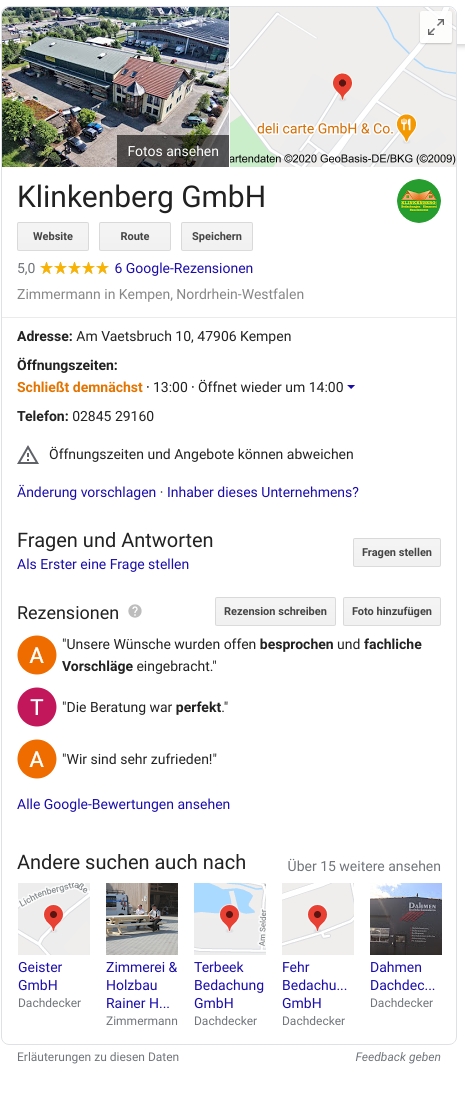 deli carte GmbH & Co.
Fotos ansehen
artendaten ©2020 GeoBasis-DE/BKG (©2009)
Klinkenberg GmbH
KLINKENBERG
Website
Route
Speichern
5,0 ★★★★★ 6 Google-Rezensionen
Zimmermann in Kempen, Nordrhein-Westfalen
Adresse: Am Vaetsbruch 10, 47906 Kempen
Öffnungszeiten:
Schließt demnächst · 13:00 · Öffnet wieder um 14:00
Telefon: 02845 29160
Öffnungszeiten und Angebote können abweichen
Änderung vorschlagen · Inhaber dieses Unternehmens?
Fragen und Antworten
Als Erster eine Frage stellen
Fragen stellen
Rezensionen ?
Rezension schreiben
Foto hinzufügen
A
"Unsere Wünsche wurden offen besprochen und fachliche
Vorschläge eingebracht."
T
"Die Beratung war perfekt."
A
"Wir sind sehr zufrieden!"
Alle Google-Bewertungen ansehen
Andere suchen auch nach
Über 15 weitere ansehen
Lichtenbergstraße
Am Selder
DAHMEN
Geister
GmbH
Dachdecker
Zimmerei &
Holzbau
Rainer H...
Zimmermann
Terbeek
Bedachung
GmbH
Dachdecker
Fehr
Bedachu...
GmbH
Dachdecker
Dahmen
Dachdec...
Dachdecker
Erläuterungen zu diesen Daten
Feedback geben